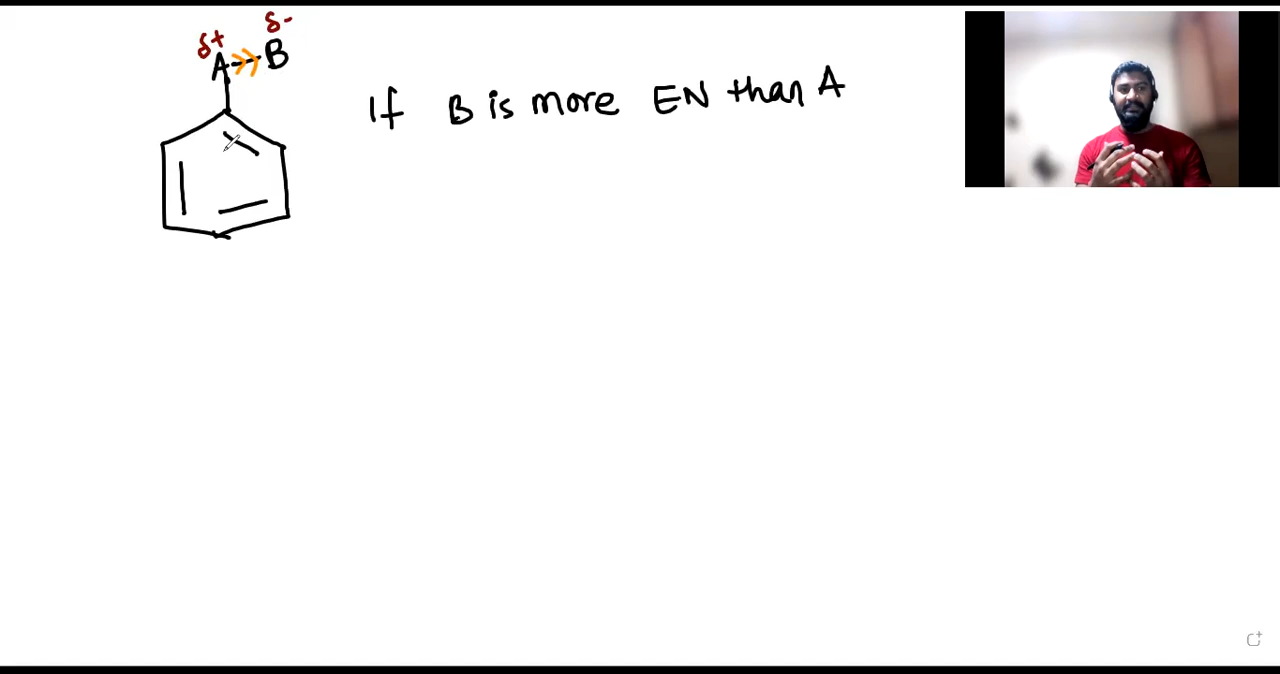 δ+ δ-
A B
If B is more EN than A